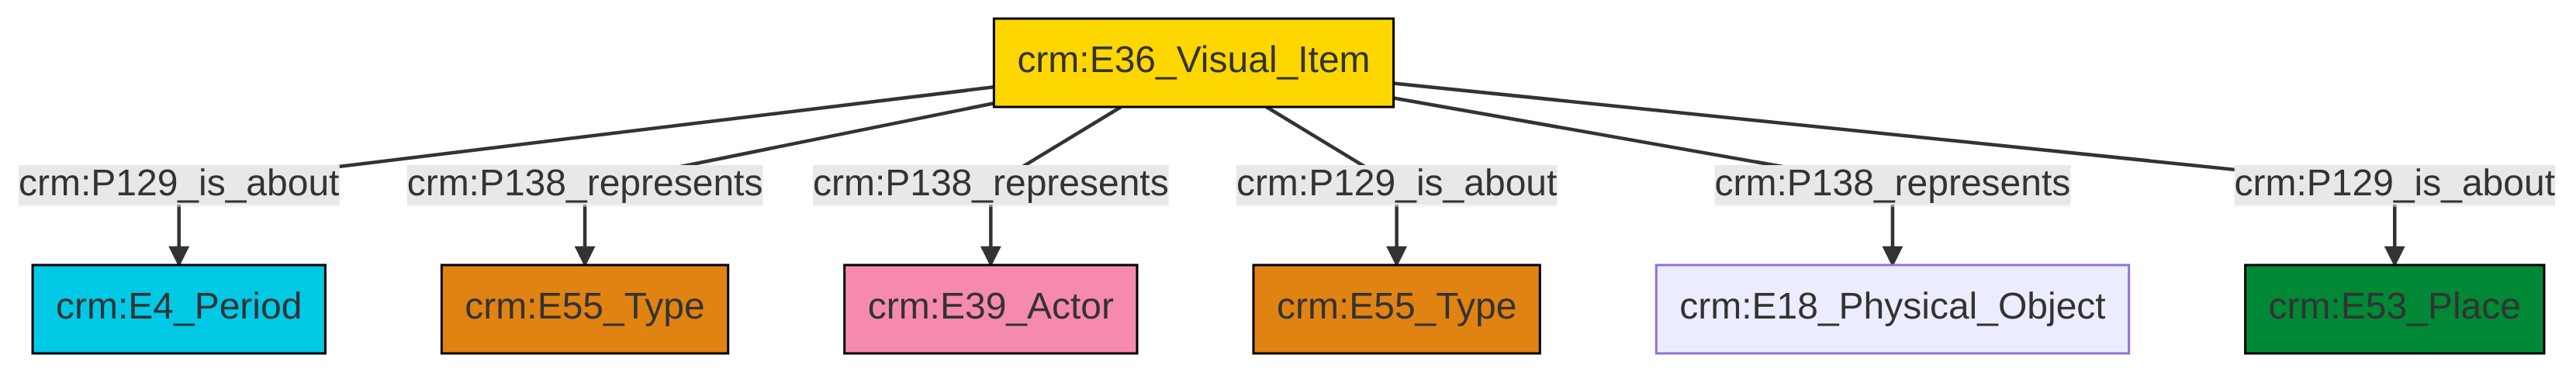 crm:E36_Visual_Item
crm:P129_is_about
crm:P138_represents
crm:P138_represents
crm:P129_is_about
crm:P138_represents
crm:P129_is_about
crm:E4_Period
crm:E55_Type
crm:E39_Actor
crm:E55_Type
crm:E18_Physical_Object
crm:E53_Place